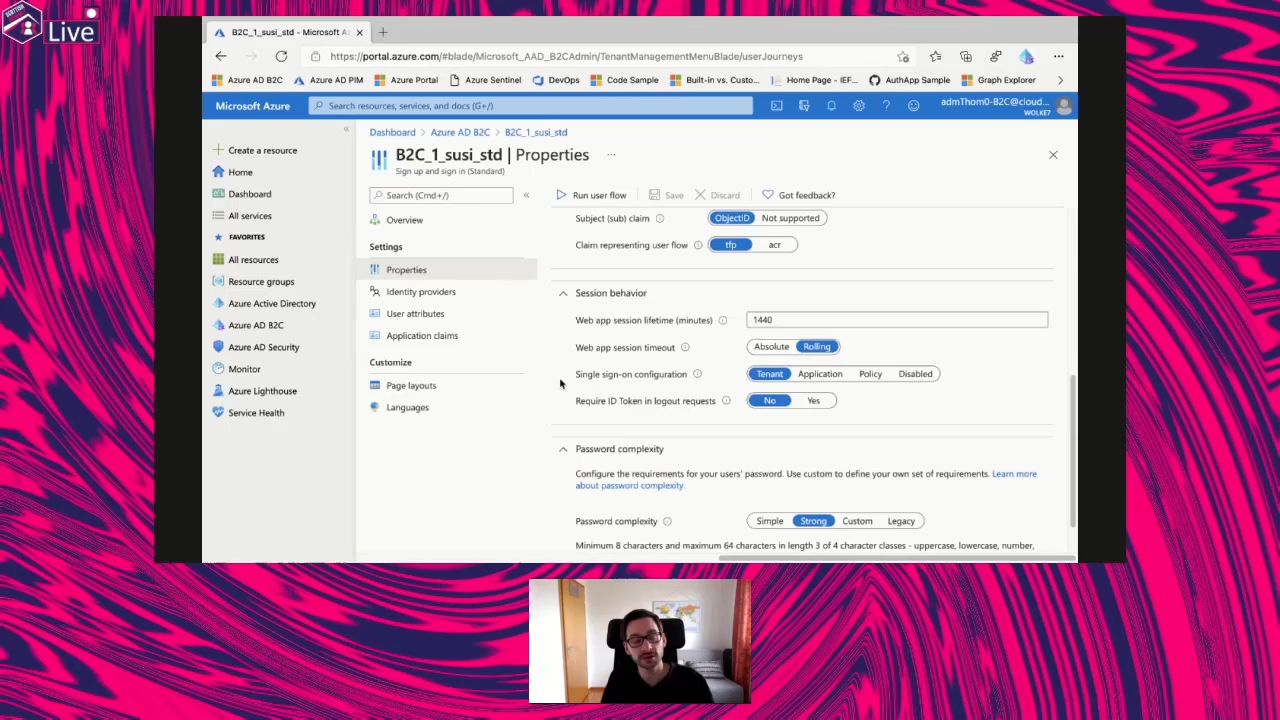 Live
B2C_1_susi_std - Microsoft A
https://portal.azure.com/#blade/Microsoft_AAD_B2CAdmin/TenantManagementMenuBlade/userJourneys
Azure AD B2C
Azure AD PIM
Azure Portal
Azure Sentinel
DevOps
Code Sample
Built-in vs. Custo...
Home Page - IEF...
AuthApp Sample
Graph Explorer
Microsoft Azure
Search resources, services, and docs (G+/)
admThom0-B2C@cloud...
WOLKE7
Create a resource
Home
Dashboard
All services
FAVORITES
All resources
Resource groups
Azure Active Directory
Azure AD B2C
Azure AD Security
Monitor
Azure Lighthouse
Service Health
Dashboard > Azure AD B2C > B2C_1_susi_std
B2C_1_susi_std | Properties ...
Sign up and sign in (Standard)
Search (Cmd+/)
Overview
Settings
Properties
Identity providers
User attributes
Application claims
Customize
Page layouts
Languages
Run user flow
Save
Discard
Got feedback?
Subject (sub) claim ObjectID Not supported
Claim representing user flow tfp acr
Session behavior
Web app session lifetime (minutes) 1440
Web app session timeout Absolute Rolling
Single sign-on configuration Tenant Application Policy Disabled
Require ID Token in logout requests No Yes
Password complexity
Configure the requirements for your users' password. Use custom to define your own set of requirements. Learn more
about password complexity.
Password complexity Simple Strong Custom Legacy
Minimum 8 characters and maximum 64 characters in length 3 of 4 character classes - uppercase, lowercase, number,